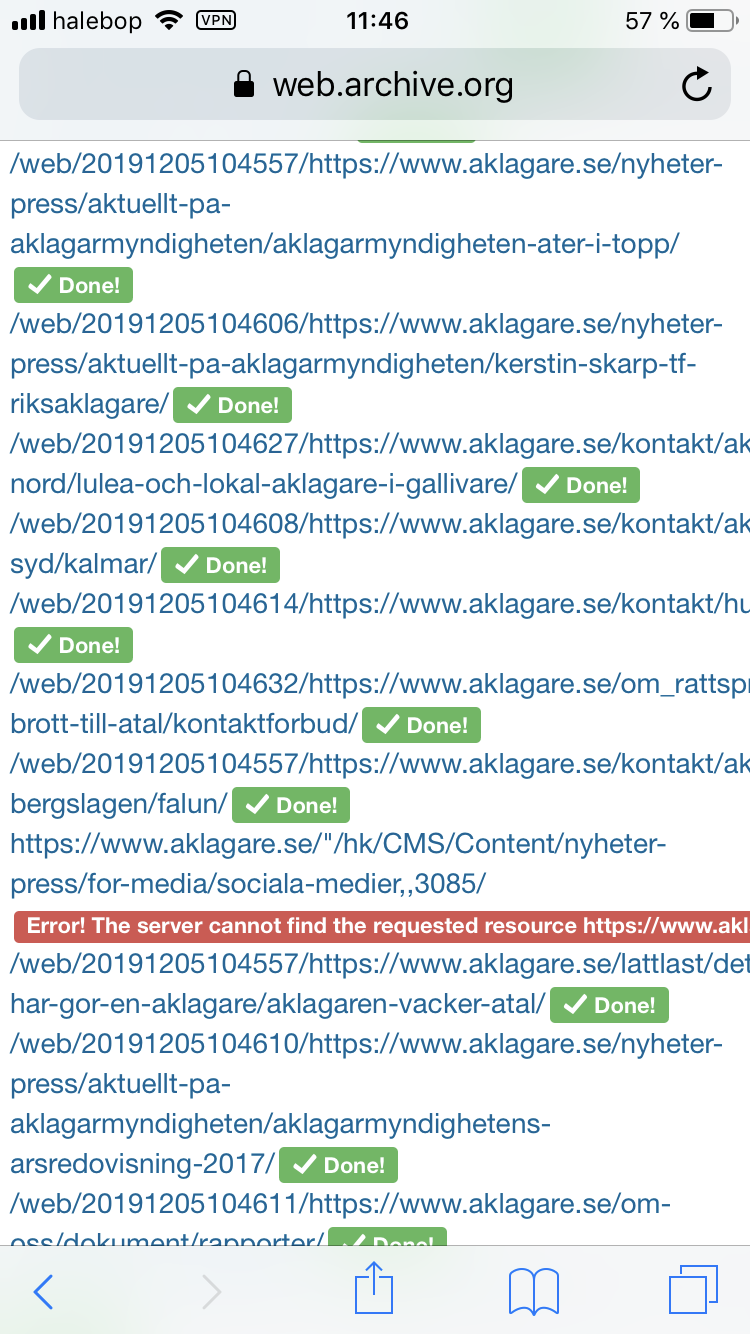 halebop VPN 11:46 57 %
web.archive.org
/web/20191205104557/https://www.aklagare.se/nyheter-
press/aktuellt-pa-
aklagarmyndigheten/aklagarmyndigheten-ater-i-topp/
Done!
/web/20191205104606/https://www.aklagare.se/nyheter-
press/aktuellt-pa-aklagarmyndigheten/kerstin-skarp-tf-
riksaklagare/ Done!
/web/20191205104627/https://www.aklagare.se/kontakt/ak
nord/lulea-och-lokal-aklagare-i-gallivare/ Done!
/web/20191205104608/https://www.aklagare.se/kontakt/ak
syd/kalmar/ Done!
/web/20191205104614/https://www.aklagare.se/kontakt/hu
Done!
/web/20191205104632/https://www.aklagare.se/om_rattspr
brott-till-atal/kontaktforbud/ Done!
/web/20191205104557/https://www.aklagare.se/kontakt/ak
bergslagen/falun/ Done!
https://www.aklagare.se/"/hk/CMS/Content/nyheter-
press/for-media/sociala-medier,,3085/
Error! The server cannot find the requested resource https://www.akl
/web/20191205104557/https://www.aklagare.se/lattlast/det
har-gor-en-aklagare/aklagaren-vacker-atal/ Done!
/web/20191205104610/https://www.aklagare.se/nyheter-
press/aktuellt-pa-
aklagarmyndigheten/aklagarmyndighetens-
arsredovisning-2017/ Done!
/web/20191205104611/https://www.aklagare.se/om-
oss/dokument/rapporter/ Done!